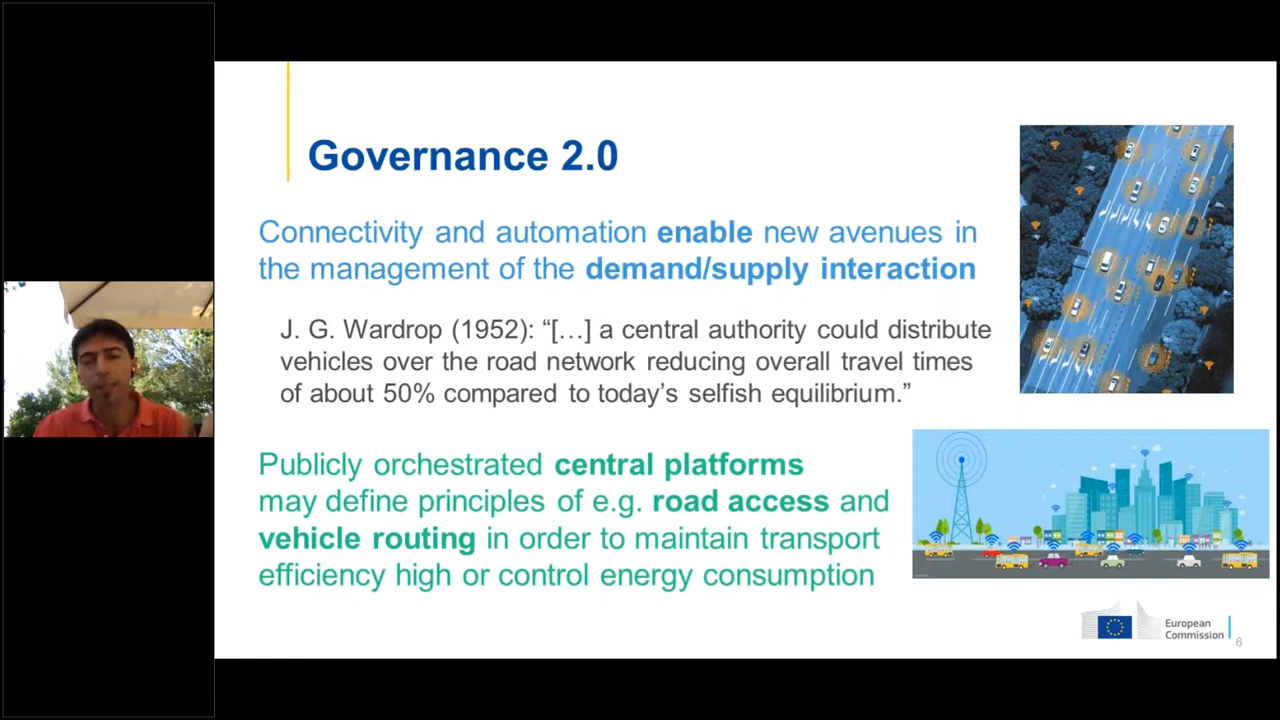 Governance 2.0
Connectivity and automation enable new avenues in
the management of the demand/supply interaction
J. G. Wardrop (1952): “[…] a central authority could distribute
vehicles over the road network reducing overall travel times
of about 50% compared to today’s selfish equilibrium.”
Publicly orchestrated central platforms
may define principles of e.g. road access and
vehicle routing in order to maintain transport
efficiency high or control energy consumption
European
Commission
6